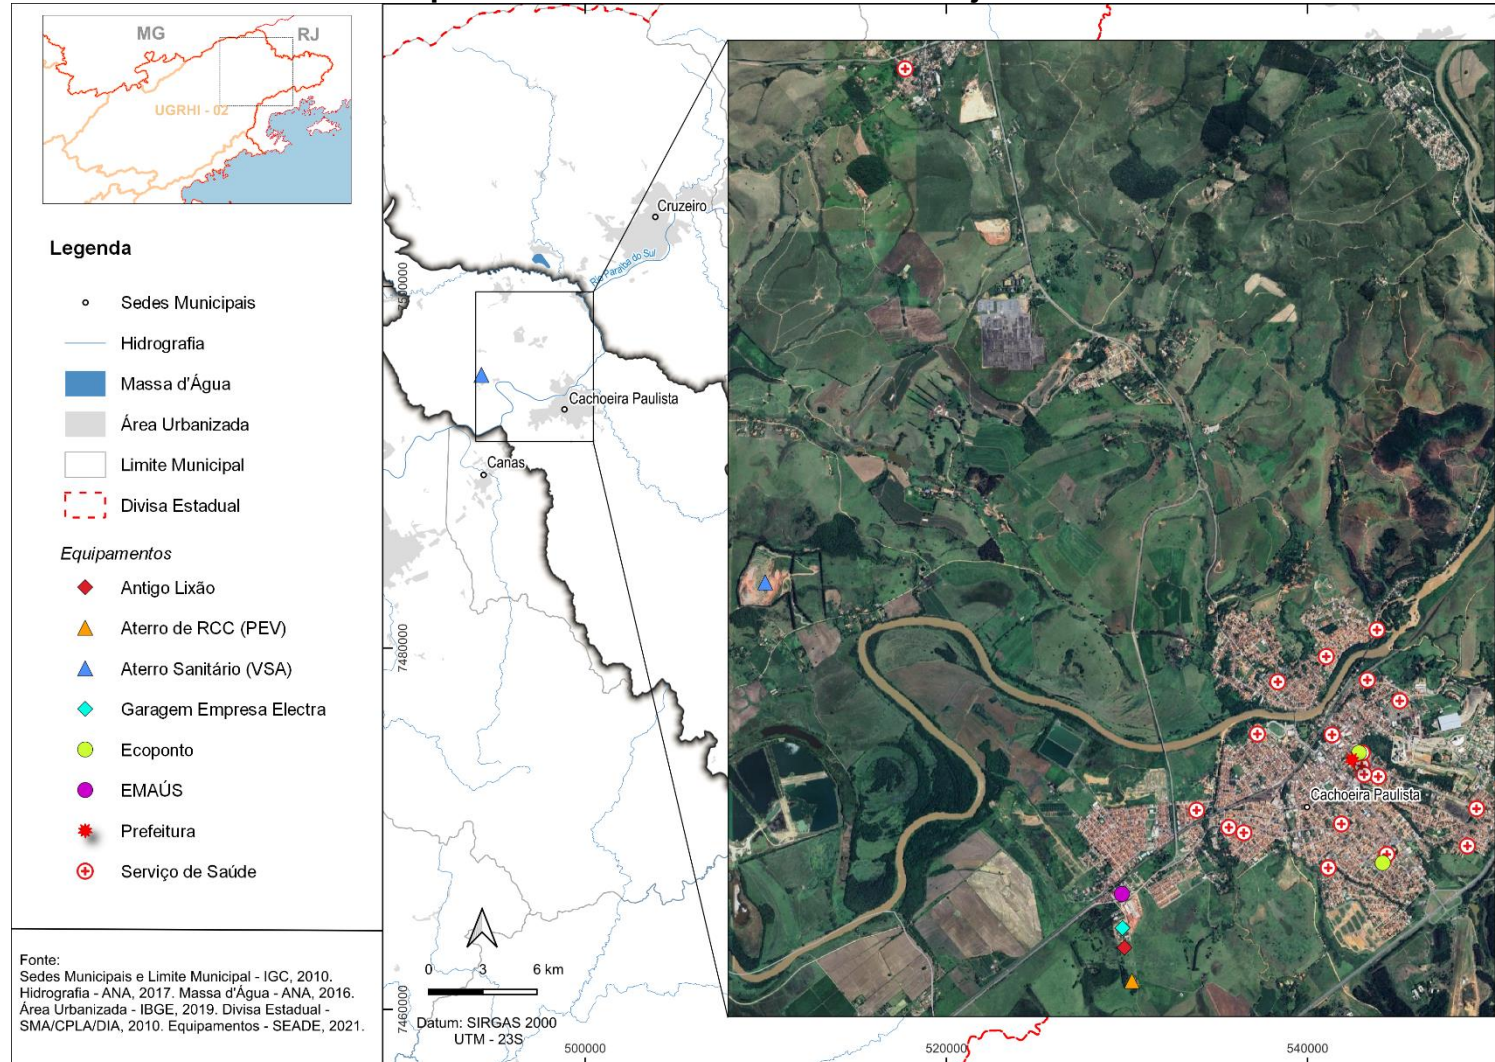 MG
RJ
UGRHI - 02
Legenda
Sedes Municipais
Hidrografia
Massa d'Água
Área Urbanizada
Limite Municipal
Divisa Estadual
Equipamentos
Antigo Lixão
Aterro de RCC (PEV)
Aterro Sanitário (VSA)
Garagem Empresa Electra
Ecoponto
EMAÚS
Prefeitura
Serviço de Saúde
Fonte:
Sedes Municipais e Limite Municipal - IGC, 2010.
Hidrografia - ANA, 2017. Massa d'Água - ANA, 2016.
Área Urbanizada - IBGE, 2019. Divisa Estadual -
SMA/CPLA/DIA, 2010. Equipamentos - SEADE, 2021.
Cruzeiro
Rio Paraíba do Sul
Cachoeira Paulista
Canas
7500000
7480000
7460000
0 3 6 km
Datum: SIRGAS 2000
UTM - 23S
500000
520000
540000
Cachoeira Paulista